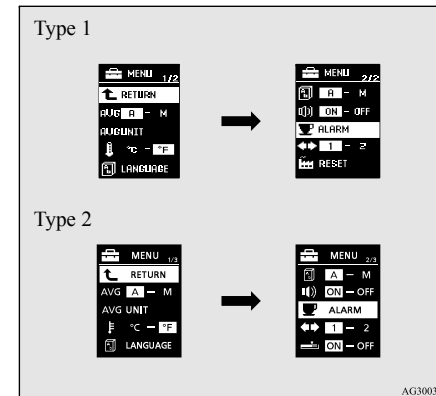 Type 1
MENU 1/2
RETURN
AVG A - M
AVG UNIT
°C - °F
LANGUAGE
MENU 2/2
A - M
ON - OFF
ALARM
1 - 2
RESET
Type 2
MENU 1/3
RETURN
AVG A - M
AVG UNIT
°C - °F
LANGUAGE
MENU 2/3
A - M
ON - OFF
ALARM
1 - 2
ON - OFF
AG3003